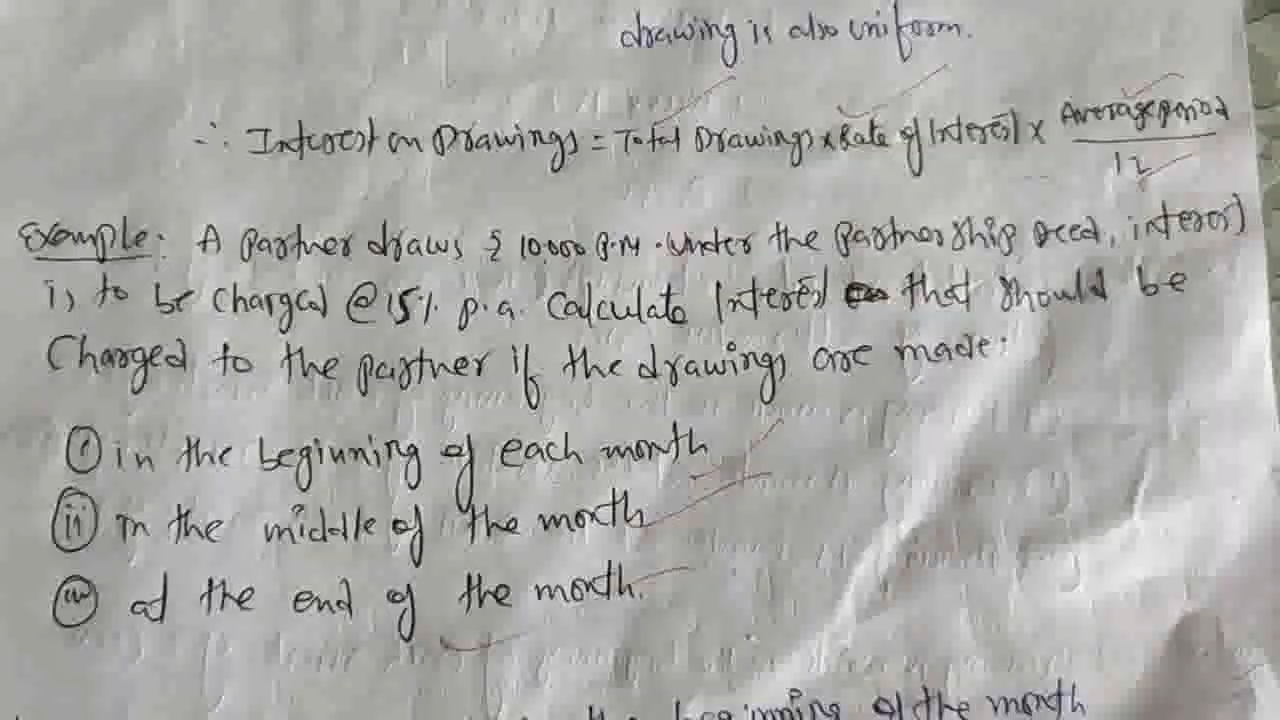 drawing is also uniform.
∴ Interest on Drawings = Total Drawings × Rate of Interest × Average period / 12
Example: A partner draws ₹ 10000 P.M. Under the partnership deed, interest
is to be charged @ 15% p.a. Calculate Interest that should be
Charged to the partner if the drawings are made:
(i) in the beginning of each month
(ii) in the middle of the month
(iii) at the end of the month.
beginning of the month